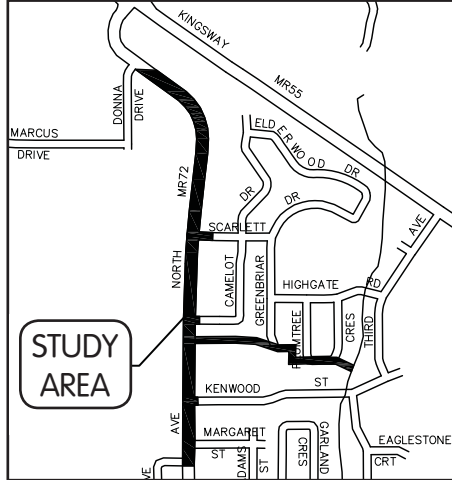 KINGSWAY
MR55
DONNA
DRIVE
MARCUS
DRIVE
ELDERWOOD DR
MR72
DR
DR
SCARLETT
AVE
NORTH
CAMELOT
GREENBRIAR
HIGHGATE RD
PLUMTREE
CRES
THIRD
STUDY
AREA
KENWOOD ST
AVE
MARGARET
ST
ADAMS
ST
CRES
GARLAND
EAGLESTONE
CRT
VE